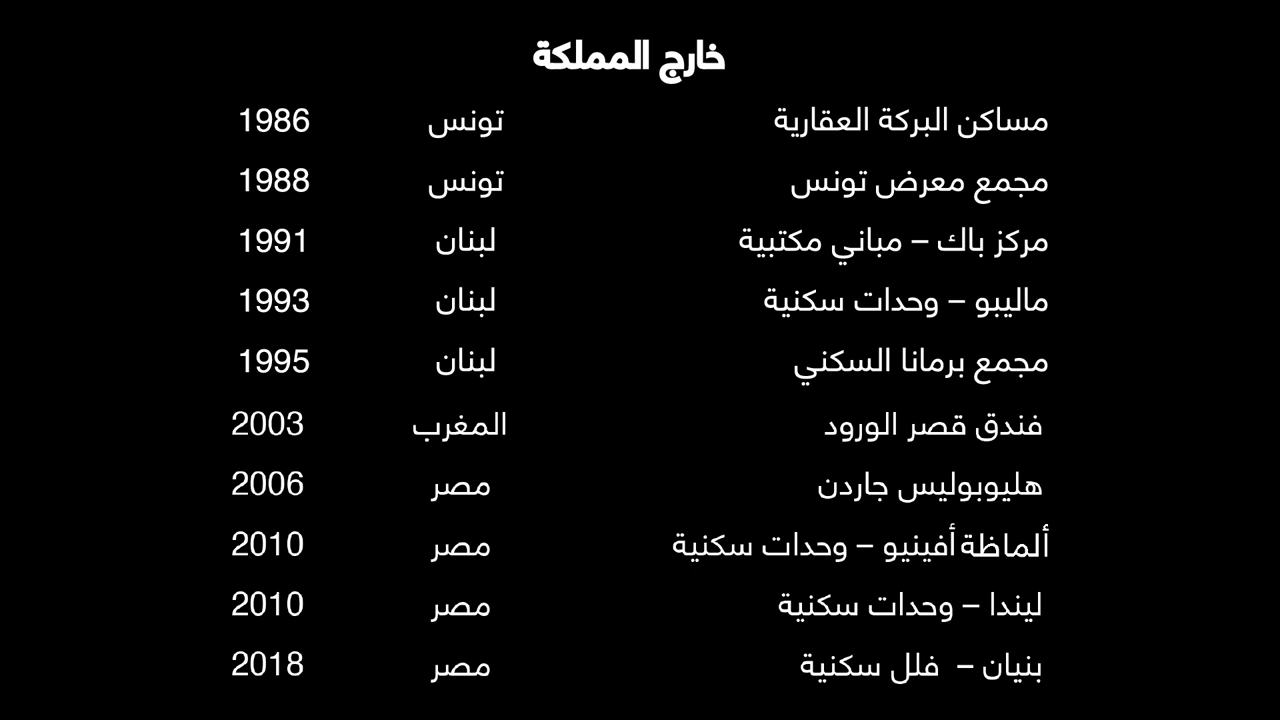 خارج المملكة
مساكن البركة العقارية تونس 1986
مجمع معرض تونس تونس 1988
مركز باك – مباني مكتبية لبنان 1991
ماليبو – وحدات سكنية لبنان 1993
مجمع برمانا السكني لبنان 1995
فندق قصر الورود المغرب 2003
هليوبوليس جاردن مصر 2006
ألماظة أفينيو – وحدات سكنية مصر 2010
ليندا – وحدات سكنية مصر 2010
بنيان – فلل سكنية مصر 2018